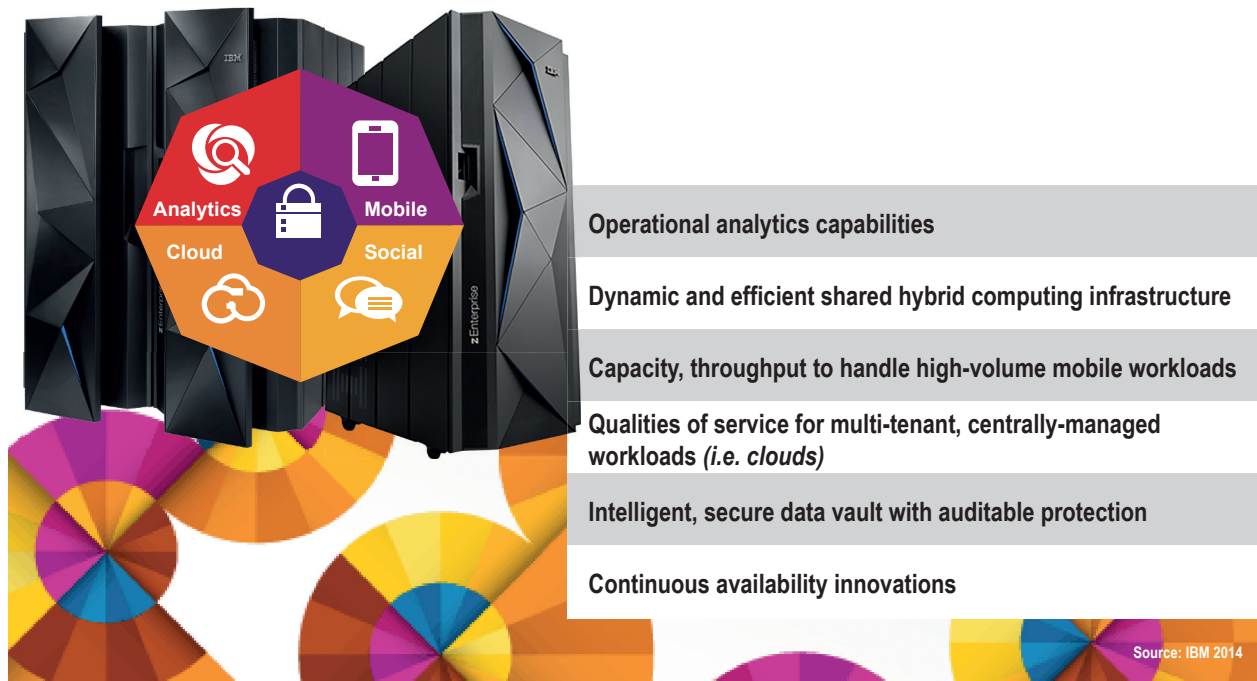 IBM
IBM
Analytics
Mobile
Cloud
Social
zEnterprise
Operational analytics capabilities
Dynamic and efficient shared hybrid computing infrastructure
Capacity, throughput to handle high-volume mobile workloads
Qualities of service for multi-tenant, centrally-managed
workloads (i.e. clouds)
Intelligent, secure data vault with auditable protection
Continuous availability innovations
Source: IBM 2014